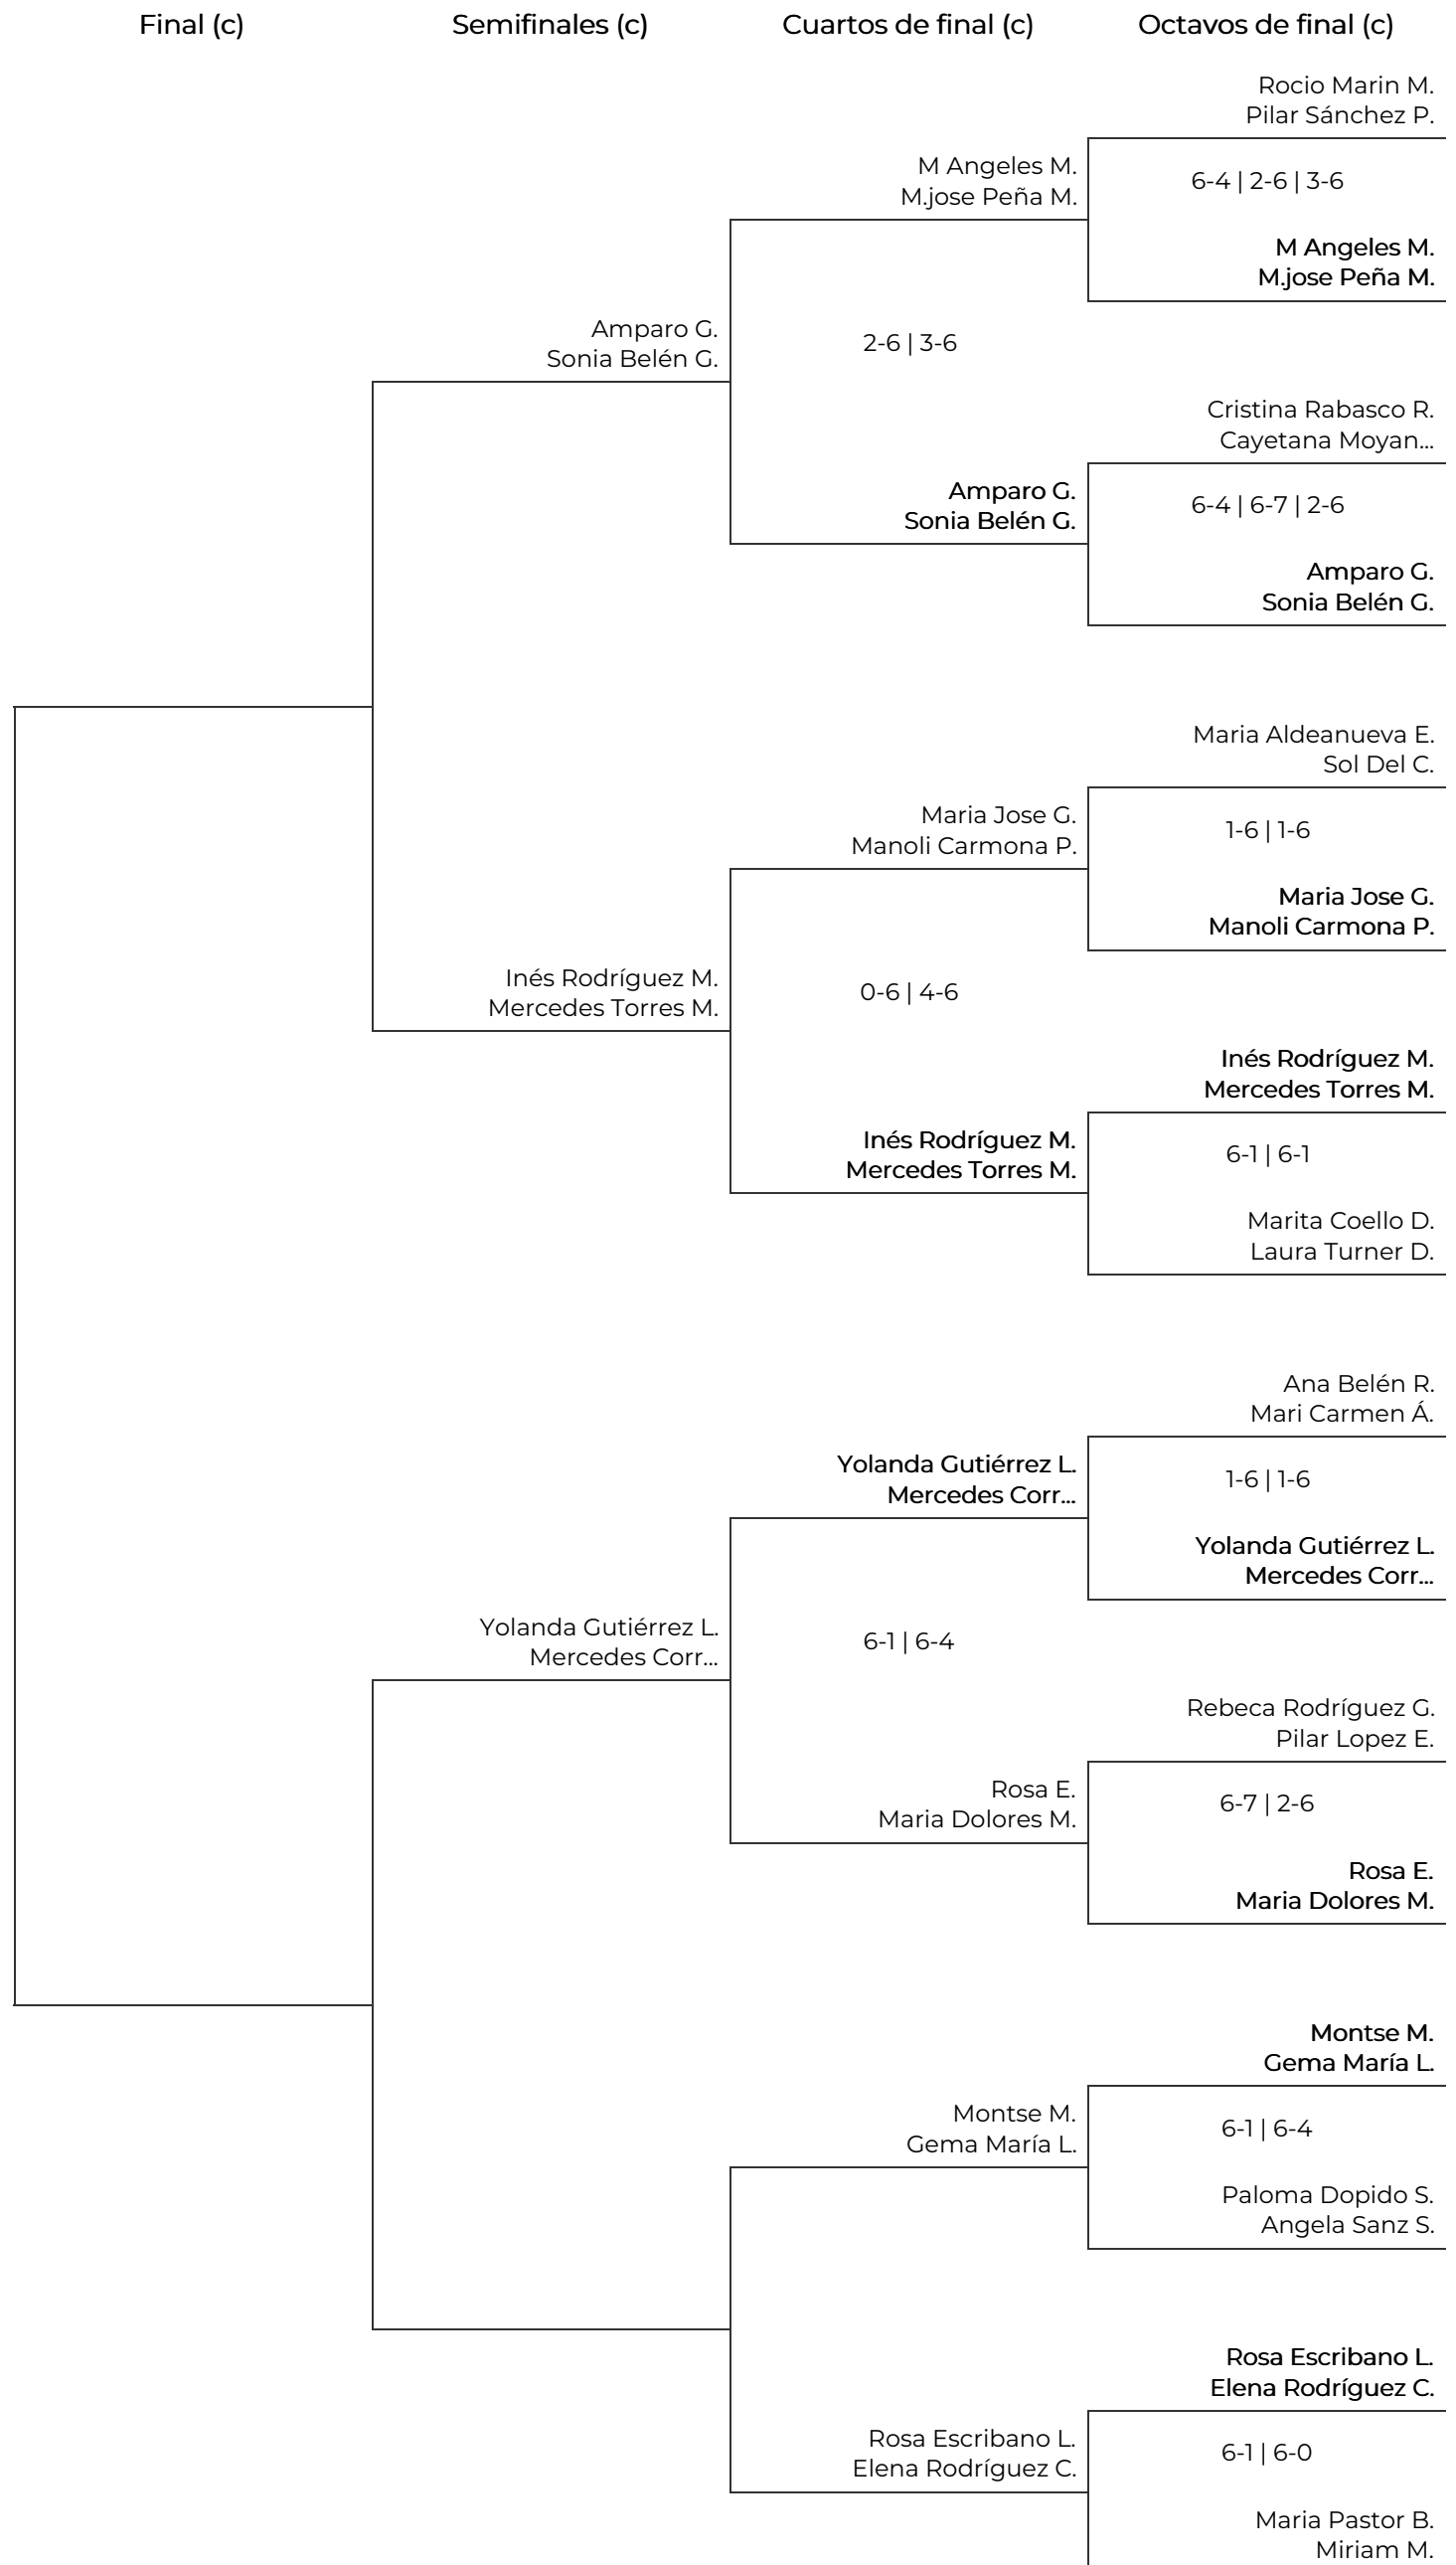 Final (c)
Semifinales (c)
Cuartos de final (c)
Octavos de final (c)
Rocio Marin M.
Pilar Sánchez P.
M Angeles M.
M.jose Peña M.
6-4 | 2-6 | 3-6
M Angeles M.
M.jose Peña M.
Amparo G.
Sonia Belén G.
2-6 | 3-6
Cristina Rabasco R.
Cayetana Moyan...
Amparo G.
Sonia Belén G.
6-4 | 6-7 | 2-6
Amparo G.
Sonia Belén G.
Maria Aldeanueva E.
Sol Del C.
Maria Jose G.
Manoli Carmona P.
1-6 | 1-6
Maria Jose G.
Manoli Carmona P.
Inés Rodríguez M.
Mercedes Torres M.
0-6 | 4-6
Inés Rodríguez M.
Mercedes Torres M.
Inés Rodríguez M.
Mercedes Torres M.
6-1 | 6-1
Marita Coello D.
Laura Turner D.
Ana Belén R.
Mari Carmen Á.
Yolanda Gutiérrez L.
Mercedes Corr...
1-6 | 1-6
Yolanda Gutiérrez L.
Mercedes Corr...
Yolanda Gutiérrez L.
Mercedes Corr...
6-1 | 6-4
Rebeca Rodríguez G.
Pilar Lopez E.
Rosa E.
Maria Dolores M.
6-7 | 2-6
Rosa E.
Maria Dolores M.
Montse M.
Gema María L.
Montse M.
Gema María L.
6-1 | 6-4
Paloma Dopido S.
Angela Sanz S.
Rosa Escribano L.
Elena Rodríguez C.
Rosa Escribano L.
Elena Rodríguez C.
6-1 | 6-0
Maria Pastor B.
Miriam M.